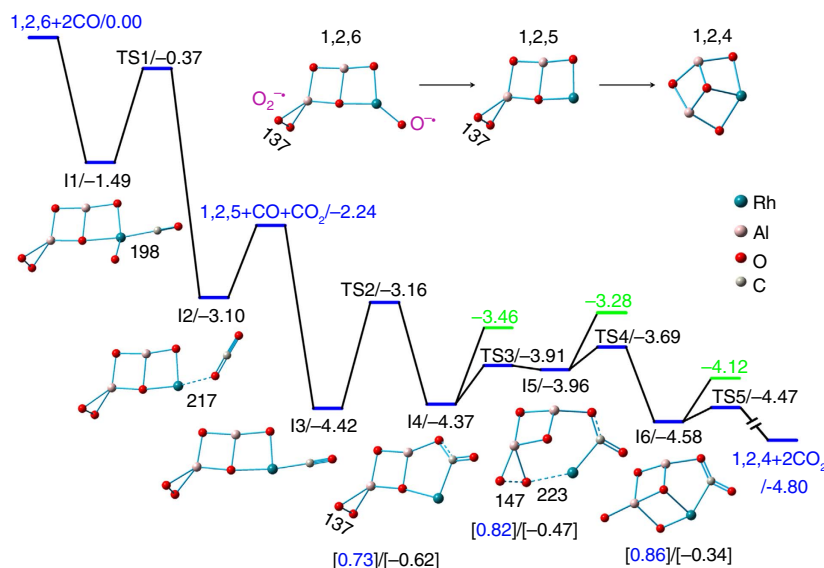 1,2,6+2CO/0.00
TS1/–0.37
1,2,6
1,2,5
1,2,4
O2–•
O–•
137
137
I1/–1.49
198
1,2,5+CO+CO2/–2.24
Rh
Al
O
C
I2/–3.10
217
TS2/–3.16
–3.46
–3.28
TS3/–3.91
TS4/–3.69
I5/–3.96
–4.12
TS5/–4.47
I3/–4.42
I4/–4.37
I6/–4.58
1,2,4+2CO2
/-4.80
137
147
223
[0.73]/[–0.62]
[0.82]/[–0.47]
[0.86]/[–0.34]